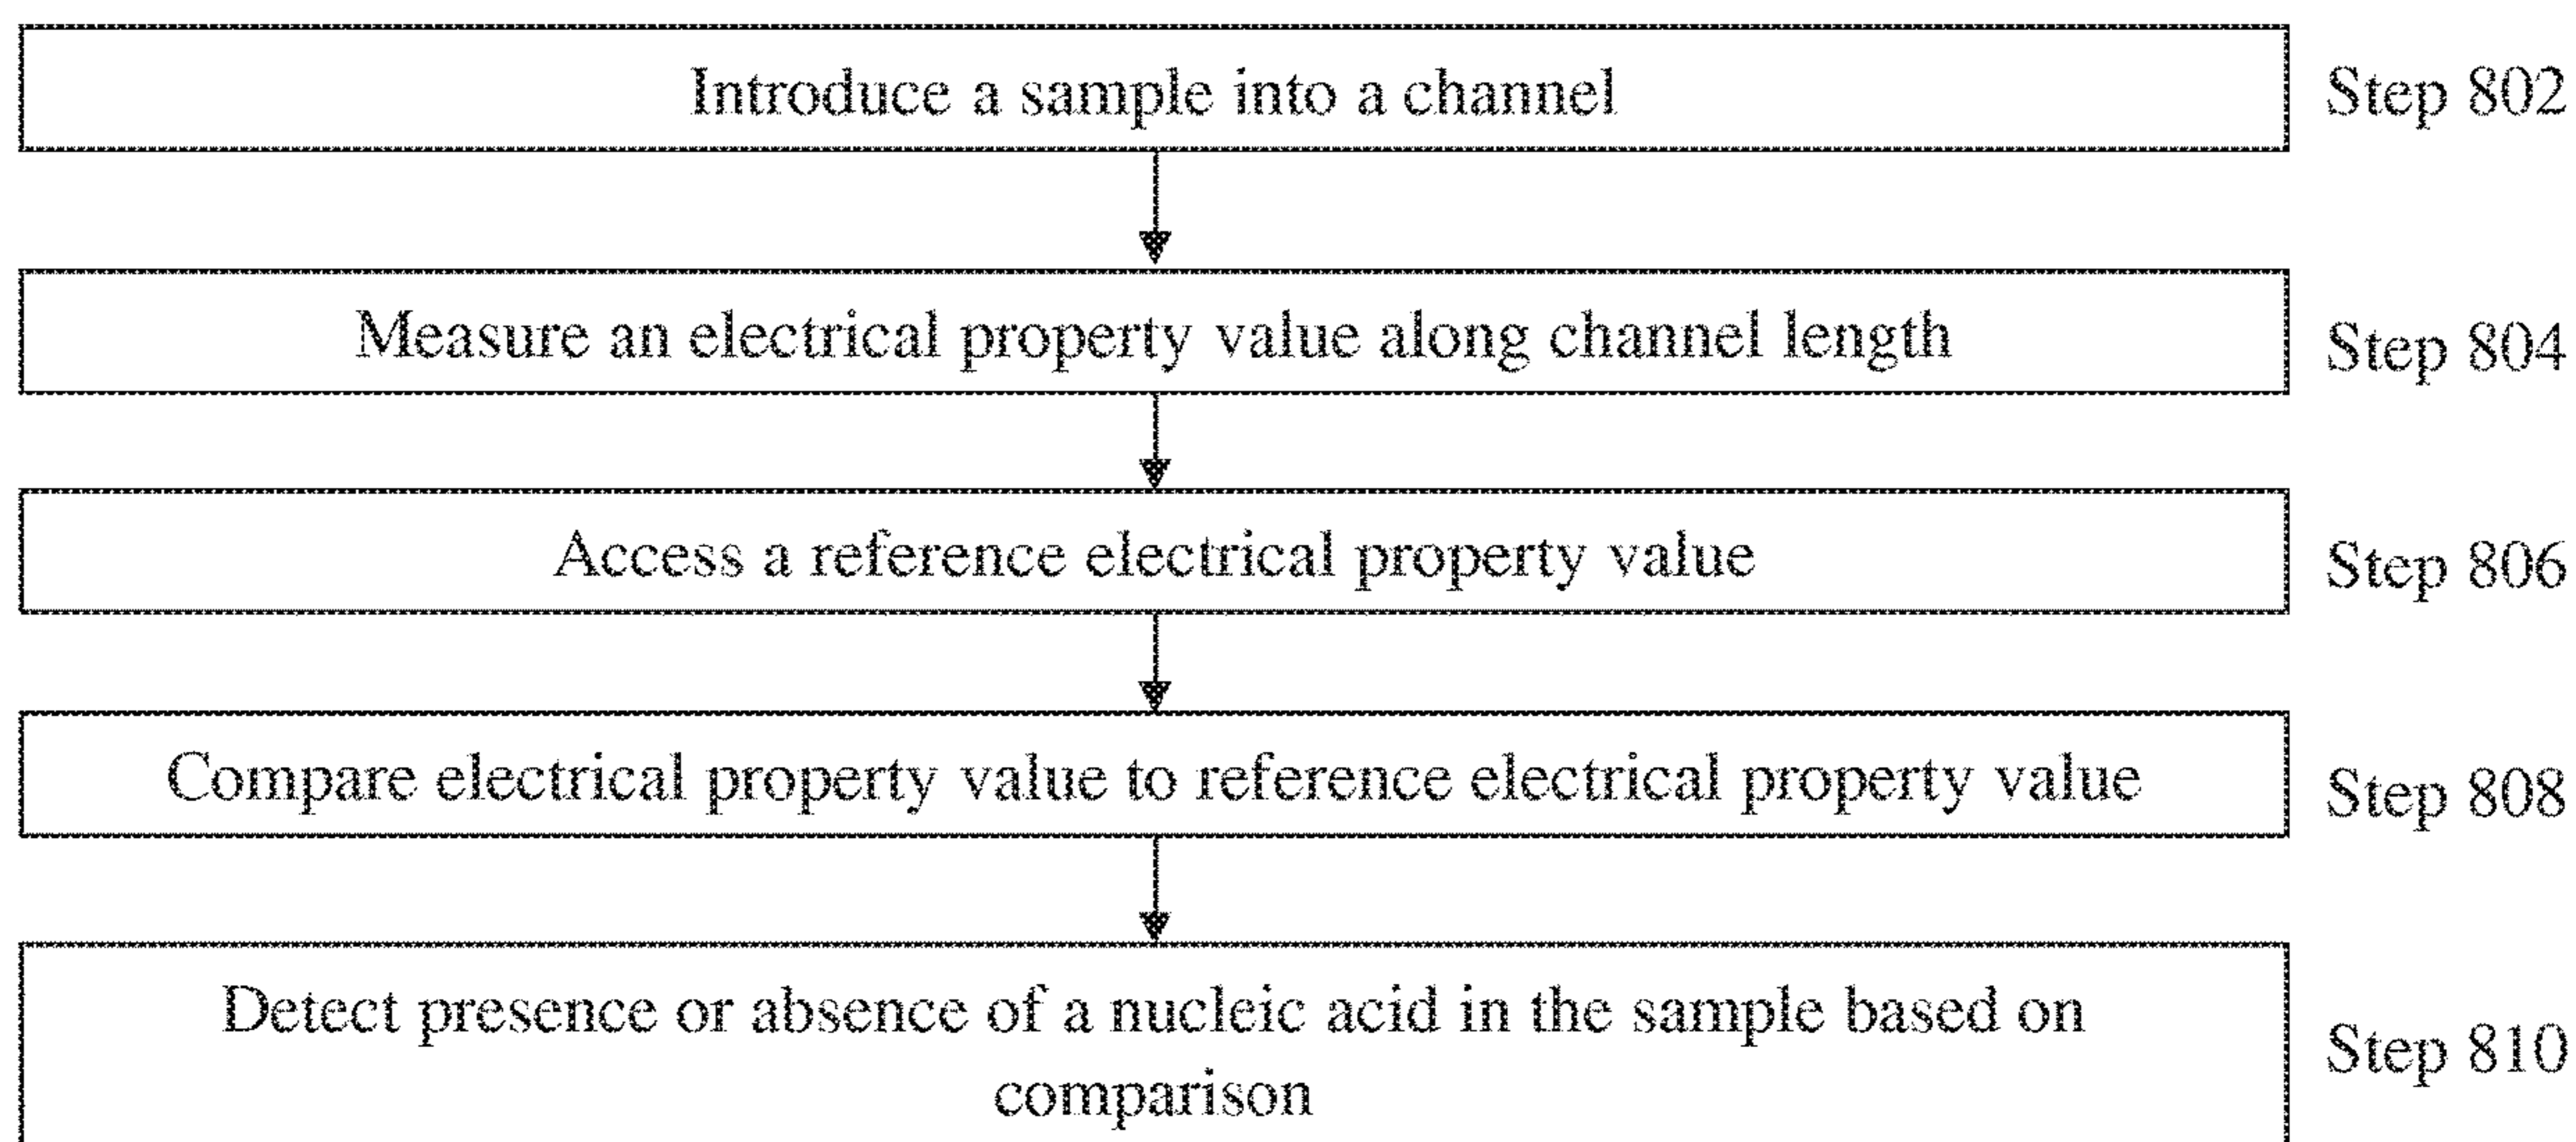 Introduce a sample into a channel
Step 802
Measure an electrical property value along channel length
Step 804
Access a reference electrical property value
Step 806
Compare electrical property value to reference electrical property value
Step 808
Detect presence or absence of a nucleic acid in the sample based on
comparison
Step 810